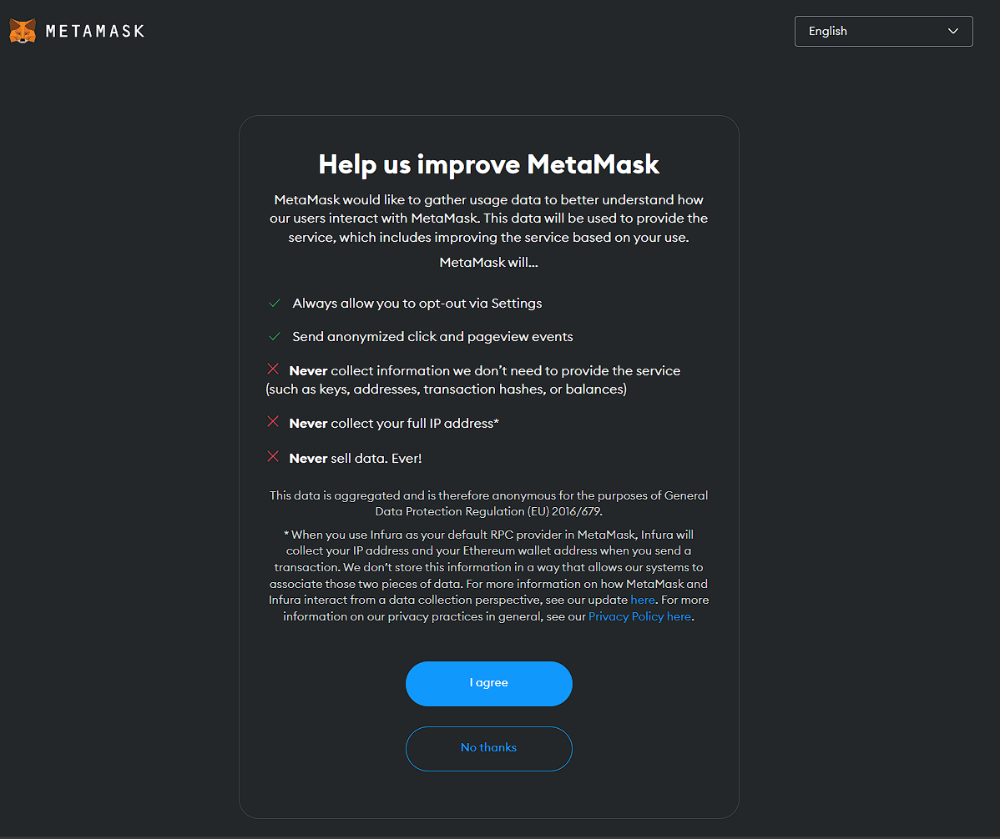 METAMASK
English
Help us improve MetaMask
MetaMask would like to gather usage data to better understand how
our users interact with MetaMask. This data will be used to provide the
service, which includes improving the service based on your use.
MetaMask will...
Always allow you to opt-out via Settings
Send anonymized click and pageview events
Never collect information we don’t need to provide the service
(such as keys, addresses, transaction hashes, or balances)
Never collect your full IP address*
Never sell data. Ever!
This data is aggregated and is therefore anonymous for the purposes of General
Data Protection Regulation (EU) 2016/679.
* When you use Infura as your default RPC provider in MetaMask, Infura will
collect your IP address and your Ethereum wallet address when you send a
transaction. We don’t store this information in a way that allows our systems to
associate those two pieces of data. For more information on how MetaMask and
Infura interact from a data collection perspective, see our update here. For more
information on our privacy practices in general, see our Privacy Policy here.
I agree
No thanks